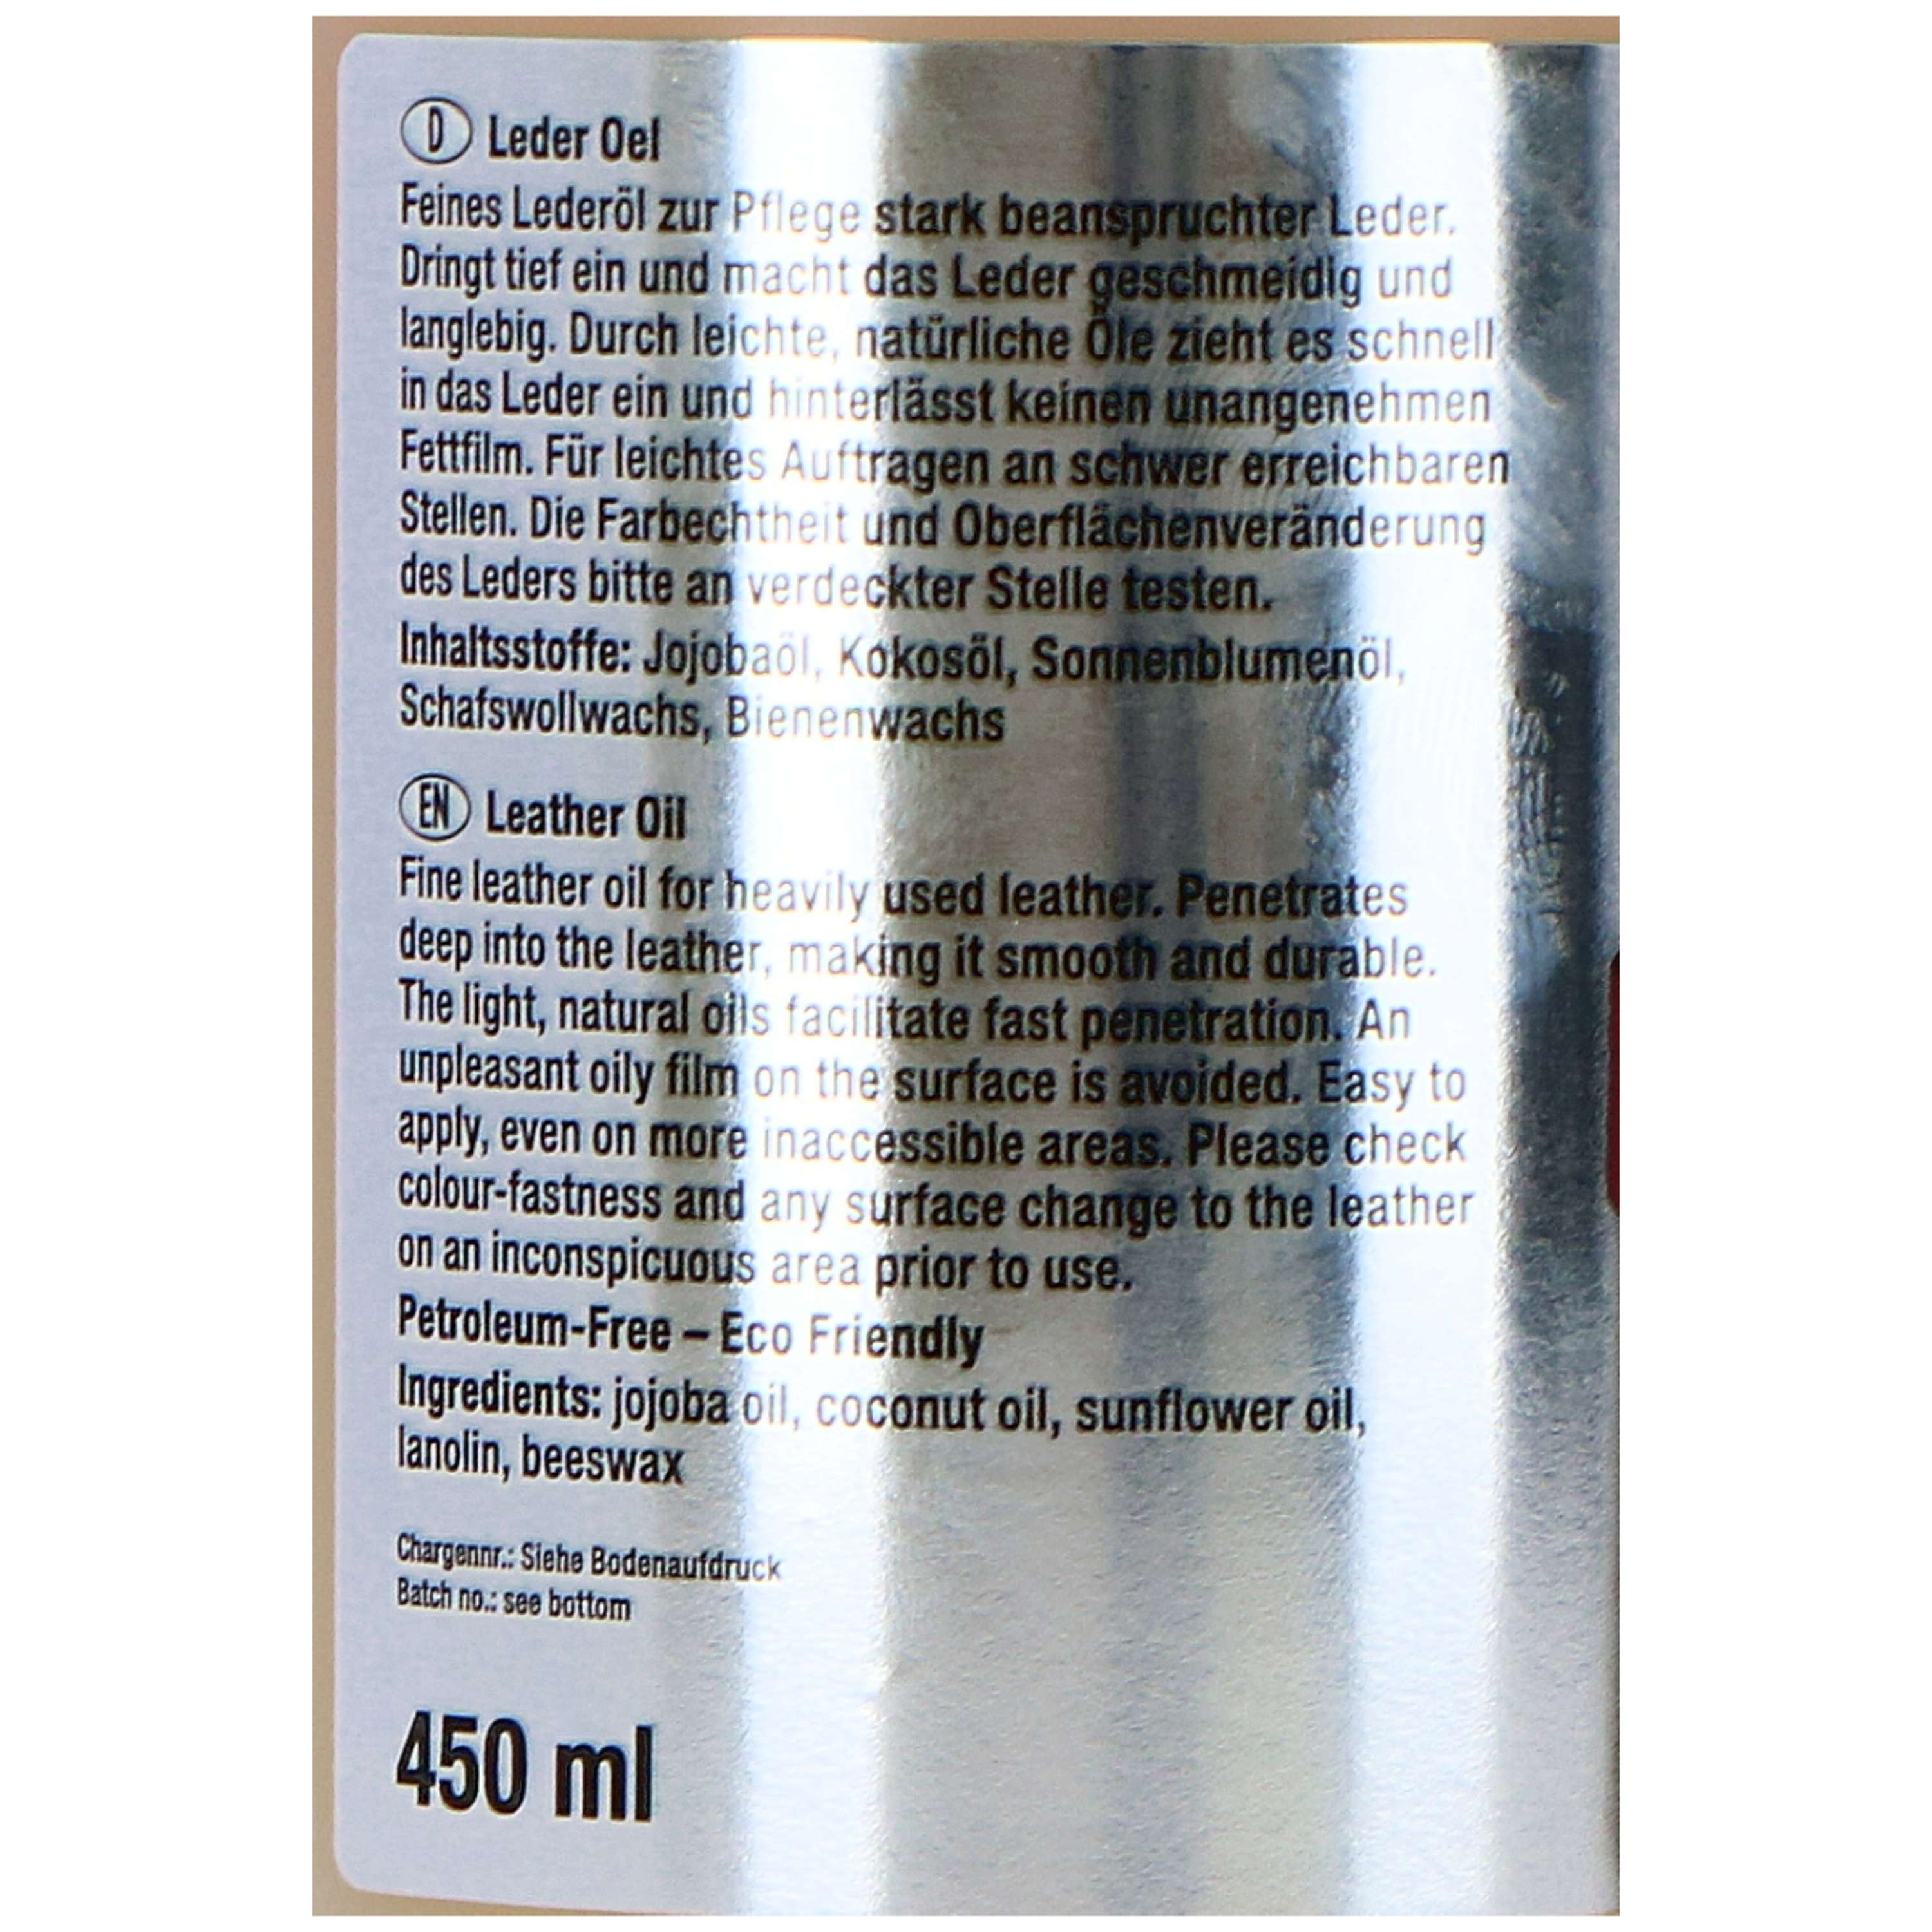 D Leder Oel
Feines Lederöl zur Pflege stark beanspruchter Leder.
Dringt tief ein und macht das Leder geschmeidig und
langlebig. Durch leichte, natürliche Öle zieht es schnell
in das Leder ein und hinterlässt keinen unangenehmen
Fettfilm. Für leichtes Auftragen an schwer erreichbaren
Stellen. Die Farbechtheit und Oberflächenveränderung
des Leders bitte an verdeckter Stelle testen.
Inhaltsstoffe: Jojobaöl, Kokosöl, Sonnenblumenöl,
Schafswollwachs, Bienenwachs
EN Leather Oil
Fine leather oil for heavily used leather. Penetrates
deep into the leather, making it smooth and durable.
The light, natural oils facilitate fast penetration. An
unpleasant oily film on the surface is avoided. Easy to
apply, even on more inaccessible areas. Please check
colour-fastness and any surface change to the leather
on an inconspicuous area prior to use.
Petroleum-Free – Eco Friendly
Ingredients: jojoba oil, coconut oil, sunflower oil,
lanolin, beeswax
Chargennr.: Siehe Bodenaufdruck
Batch no.: see bottom
450 ml